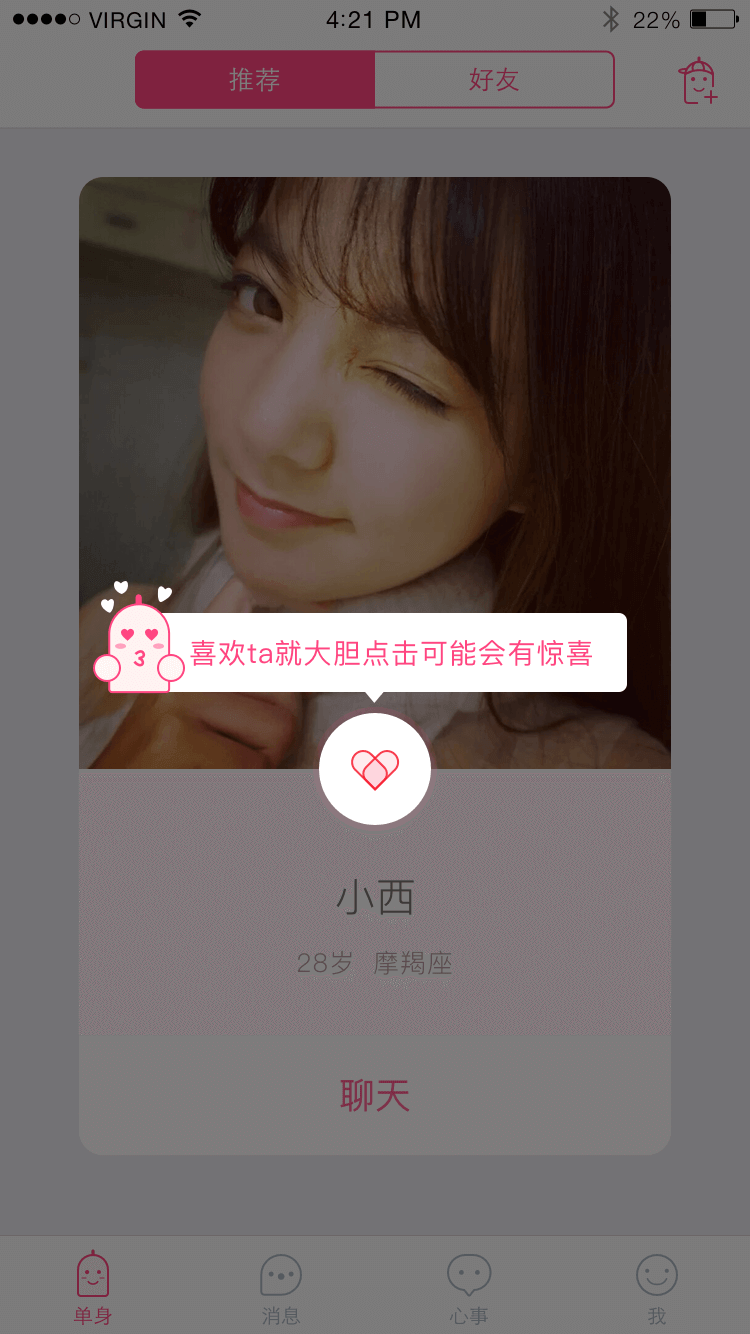 VIRGIN 4:21 PM 22%
推荐 好友
喜欢ta就大胆点击可能会有惊喜
小西
28岁 摩羯座
聊天
单身 消息 心事 我